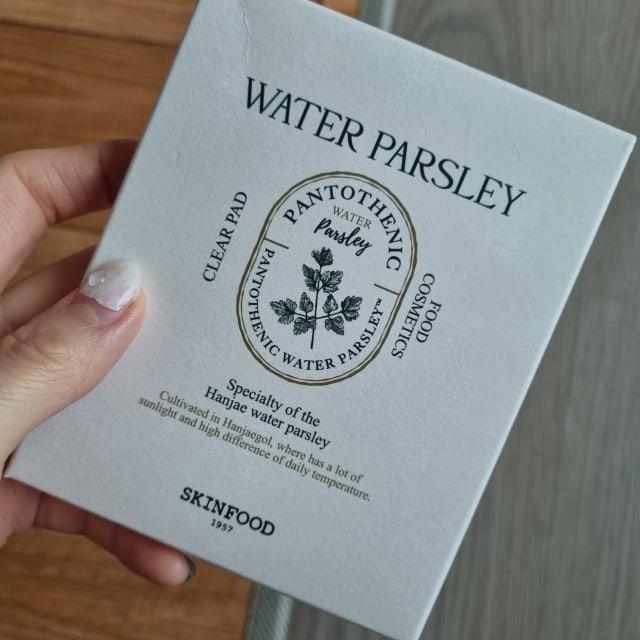 WATER PARSLEY
PANTOTHENIC
WATER
Parsley
PANTOTHENIC WATER PARSLEY™
CLEAR PAD
FOOD
COSMETICS
Specialty of the
Hanjae water parsley
Cultivated in Hanjaegol, where has a lot of
sunlight and high difference of daily temperature.
SKINFOOD
1957